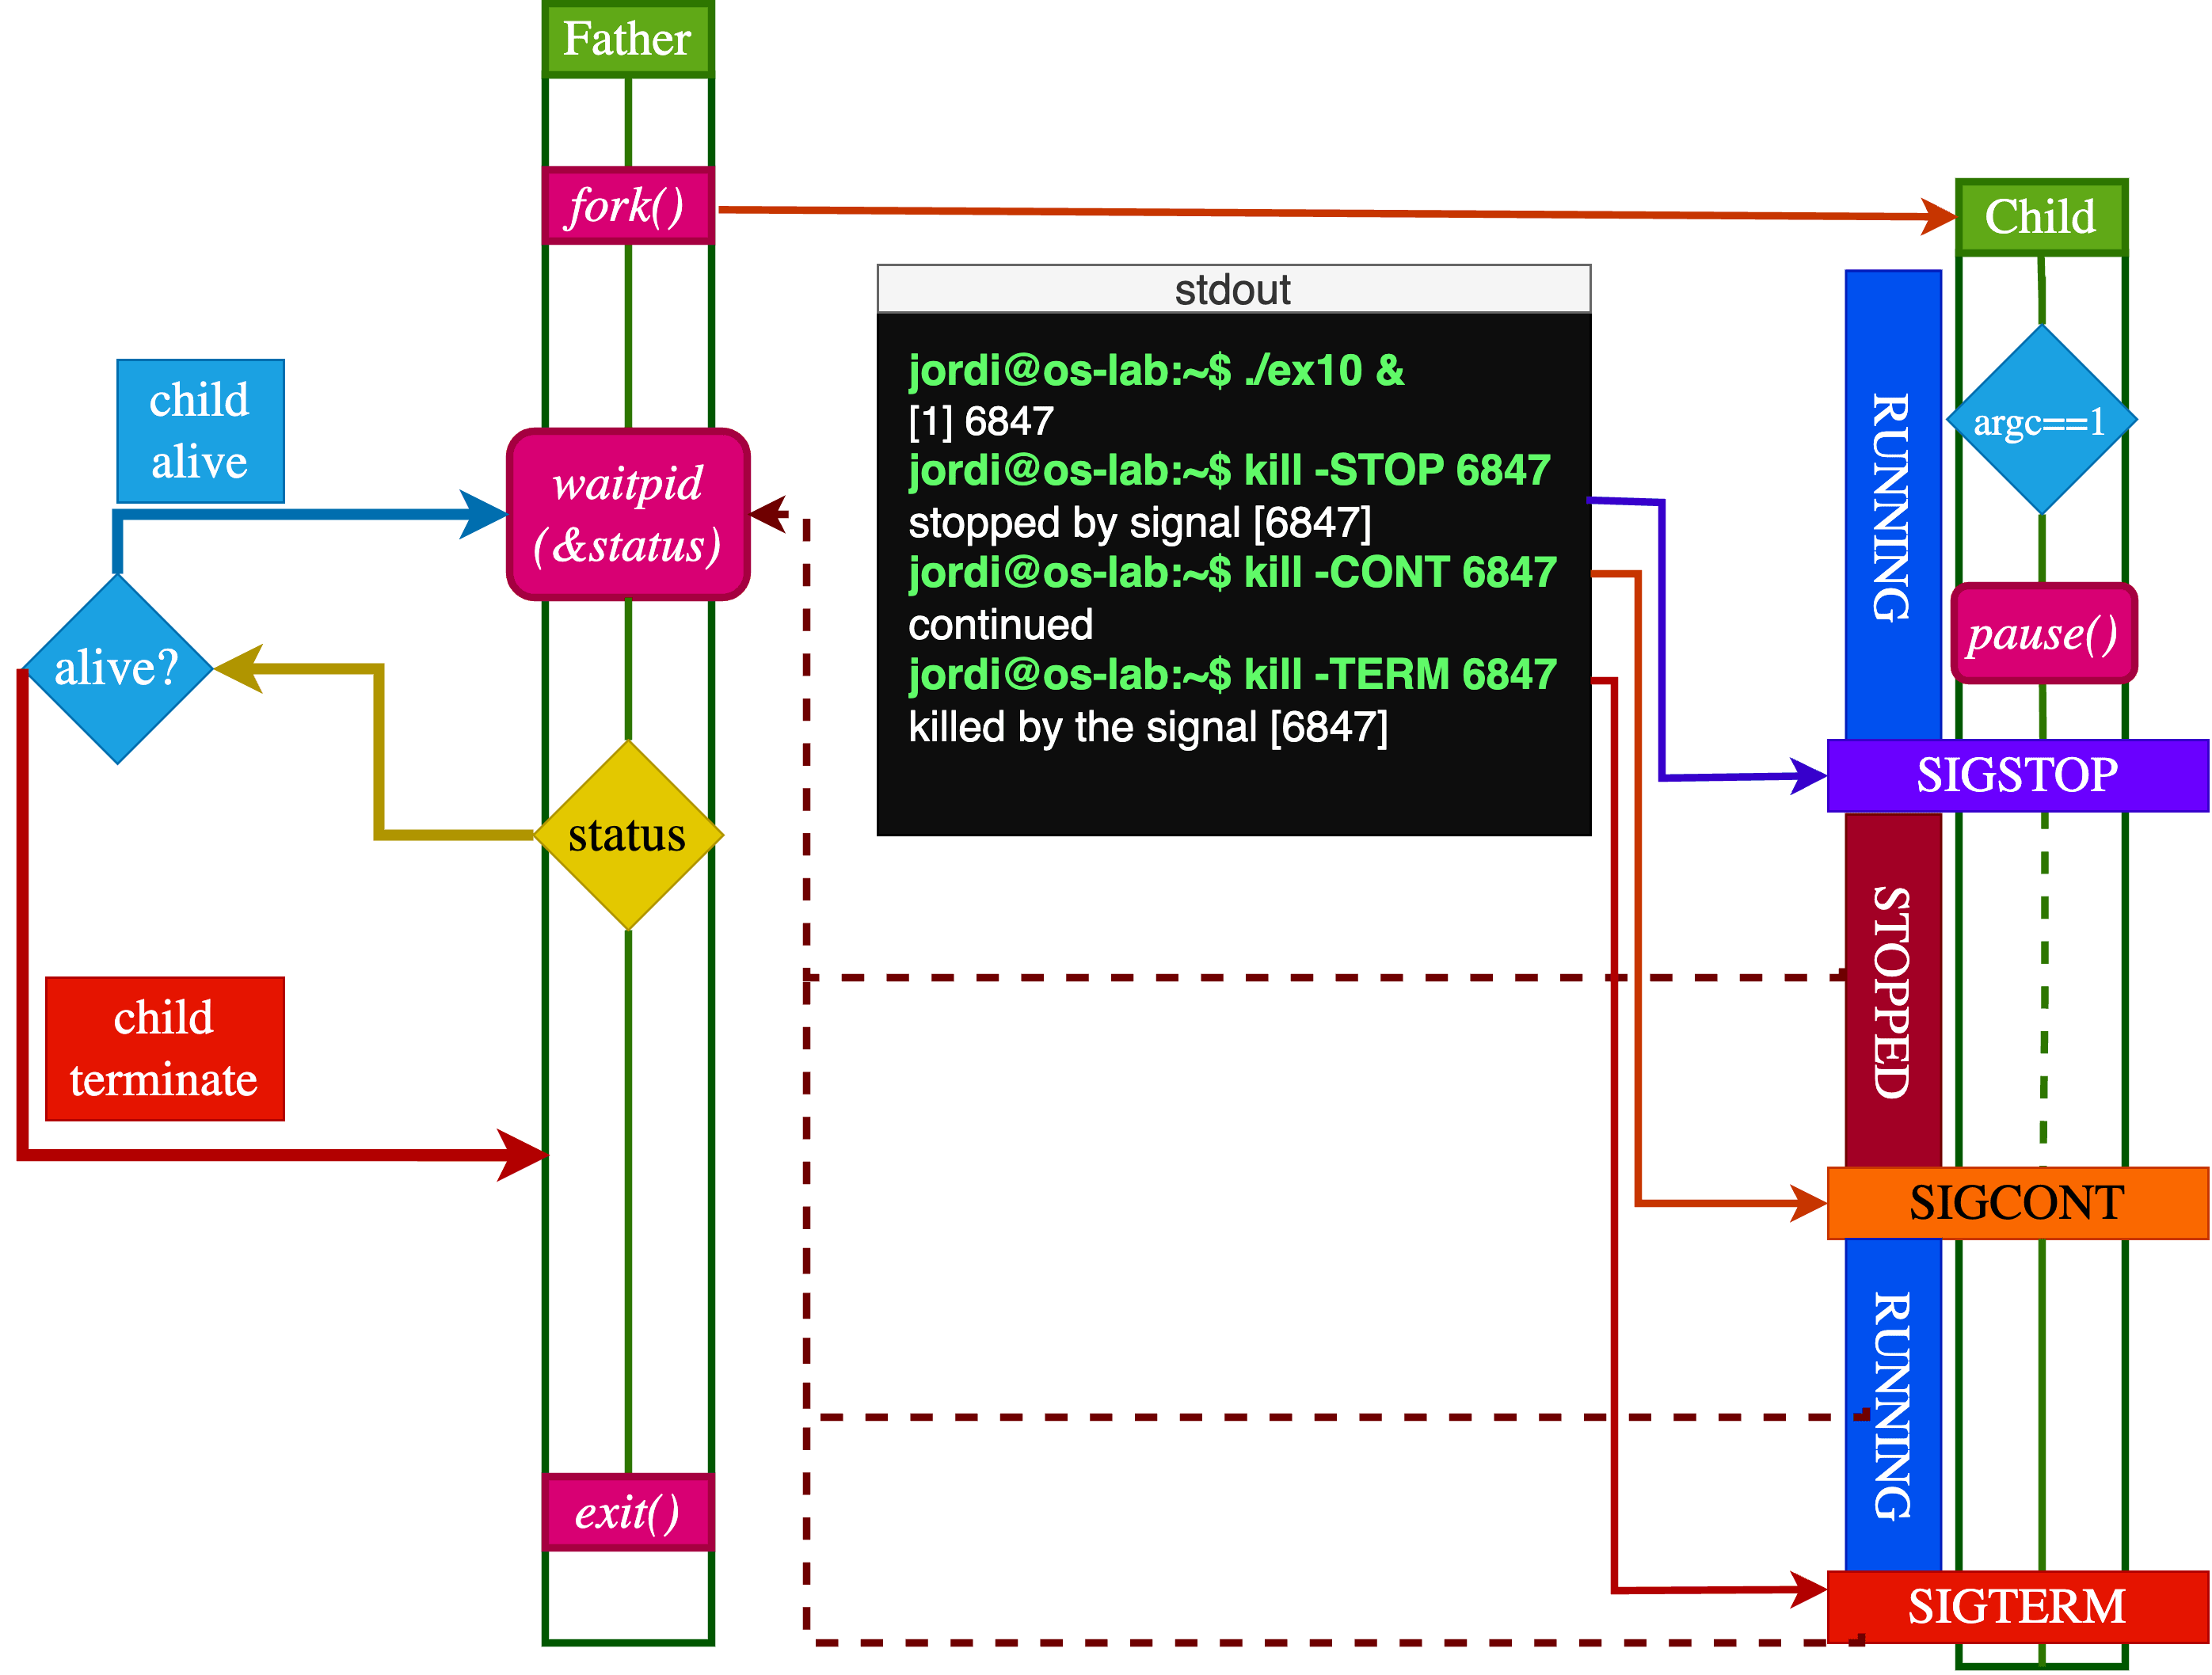 Father
fork()
Child
stdout
jordi@os-lab:~$ ./ex10 &
[1] 6847
jordi@os-lab:~$ kill -STOP 6847
stopped by signal [6847]
jordi@os-lab:~$ kill -CONT 6847
continued
jordi@os-lab:~$ kill -TERM 6847
killed by the signal [6847]
child
alive
waitpid
(&status)
alive?
status
child
terminate
exit()
RUNNING
argc==1
pause()
SIGSTOP
STOPPED
SIGCONT
RUNNING
SIGTERM